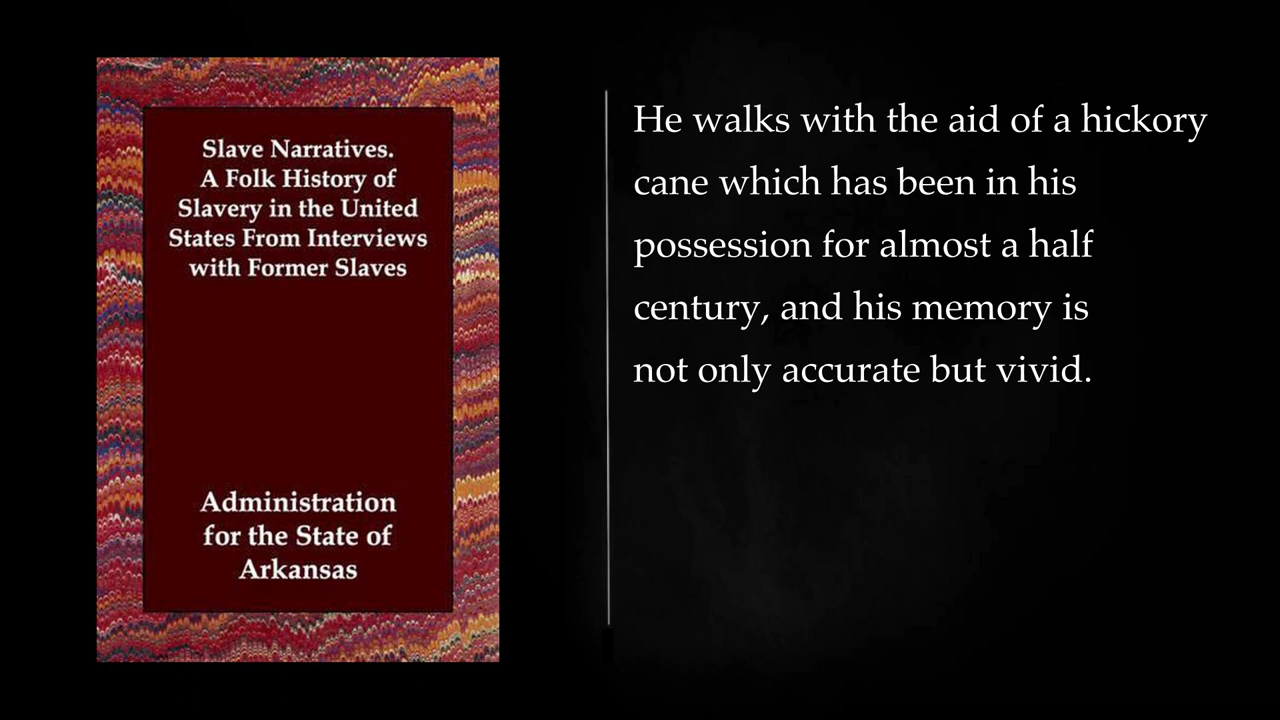 Slave Narratives.
A Folk History of
Slavery in the United
States From Interviews
with Former Slaves
Administration
for the State of
Arkansas
He walks with the aid of a hickory
cane which has been in his
possession for almost a half
century, and his memory is
not only accurate but vivid.